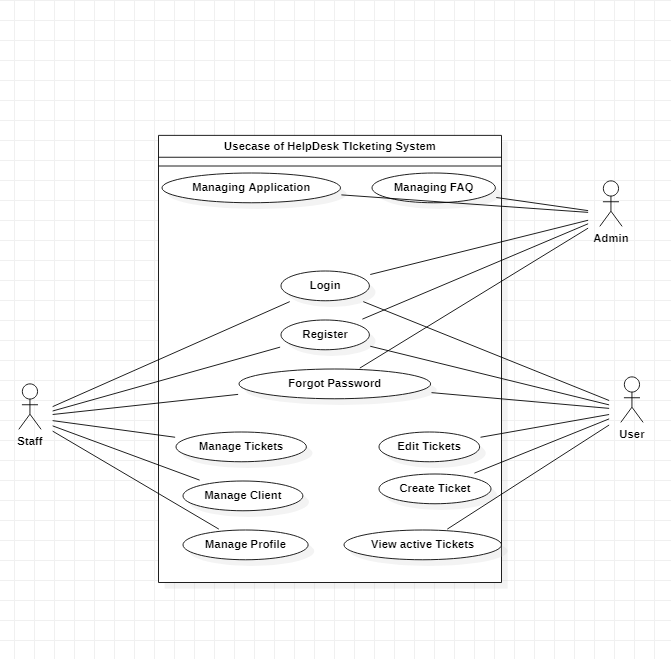 Usecase of HelpDesk TIcketing System
Managing Application
Managing FAQ
Admin
Login
Register
Forgot Password
Staff
User
Manage Tickets
Edit Tickets
Manage Client
Create Ticket
Manage Profile
View active Tickets